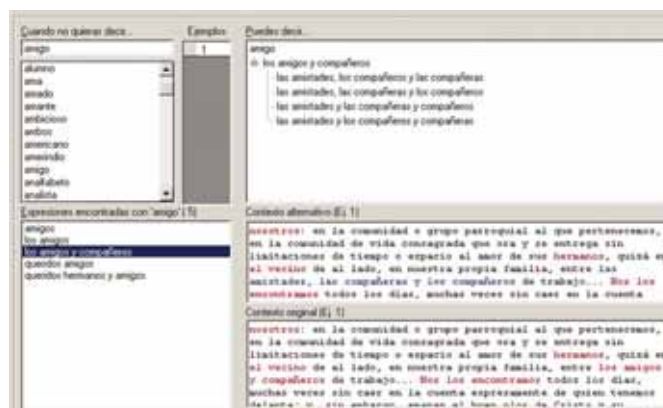 Cuando no quieras decir...
Ejemplos
Puedes decir...
amigo
1
alumno
ama
amado
amante
ambicioso
ambos
americano
amerindio
amigo
analfabeto
analista
amigo
los amigos y compañeros
las amistades, los compañeros y las compañeras
las amistades, las compañeras y los compañeros
las amistades y las compañeras y compañeros
las amistades y los compañeros y compañeras
Expresiones encontradas con "amigo" ( 5)
amigos
los amigos
los amigos y compañeros
queridos amigos
queridos hermanos y amigos
Contexto alternativo (Ej. 1)
nosotros: en la comunidad o grupo parroquial al que pertenecemos,
en la comunidad de vida consagrada que ora y se entrega sin
limitaciones de tiempo o espacio al amor de sus hermanos, quizá en
el vecino de al lado, en nuestra propia familia, entre las
amistades, las compañeras y los compañeros de trabajo... Nos los
encontramos todos los días, muchas veces sin caer en la cuenta
Contexto original (Ej. 1)
nosotros: en la comunidad o grupo parroquial al que pertenecemos,
en la comunidad de vida consagrada que ora y se entrega sin
limitaciones de tiempo o espacio al amor de sus hermanos, quizá en
el vecino de al lado, en nuestra propia familia, entre los amigos
y compañeros de trabajo... Nos los encontramos todos los días,
muchas veces sin caer en la cuenta expresamente de quien tenemos